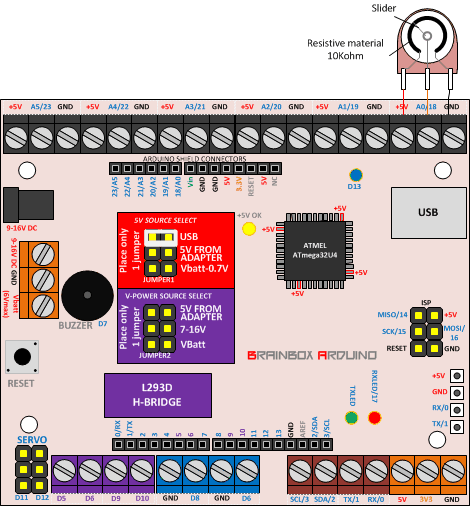 Slider
Resistive material
10Kohm
+5V A5/23 GND +5V A4/22 GND +5V A3/21 GND +5V A2/20 GND +5V A1/19 GND +5V A0/18 GND
ARDUINO SHIELD CONNECTORS
23/A5 22/A4 21/A3 20/A2 19/A1 18/A0 Vin GND GND 5V 3.3V RESET 5V NC
D13
9-16V DC
USB
+5V OK
5V SOURCE SELECT
Place only
1 jumper
USB
5V FROM
ADAPTER
Vbatt-0.7V
JUMPER1
+5V
+5V
+5V
+5V
ATMEL
ATmega32U4
9-16V DC GND Vbatt
(6Vmax)
BUZZER D7
V-POWER SOURCE SELECT
Place only
1 jumper
5V FROM
ADAPTER
7-16V
VBatt
JUMPER2
ISP
MISO/14 +5V
SCK/15 MOSI/
16
RESET GND
BRAINBOX ARDUINO
RESET
L293D
H-BRIDGE
TXLED
RXLED/17
+5V
GND
RX/0
TX/1
0/RX 1/TX 2 3 4 5 6 7 8 9 10 11 12 13 GND AREF 2/SDA 3/SCL
SERVO
D11 D12
D5 D6 D9 D10 GND D8 GND D6 SCL/3 SDA/2 TX/1 RX/0 5V 3V3 GND